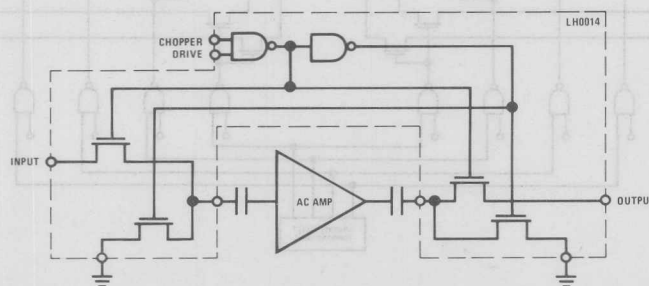 LH0014
CHOPPER
DRIVE
INPUT
AC AMP
OUTPUT